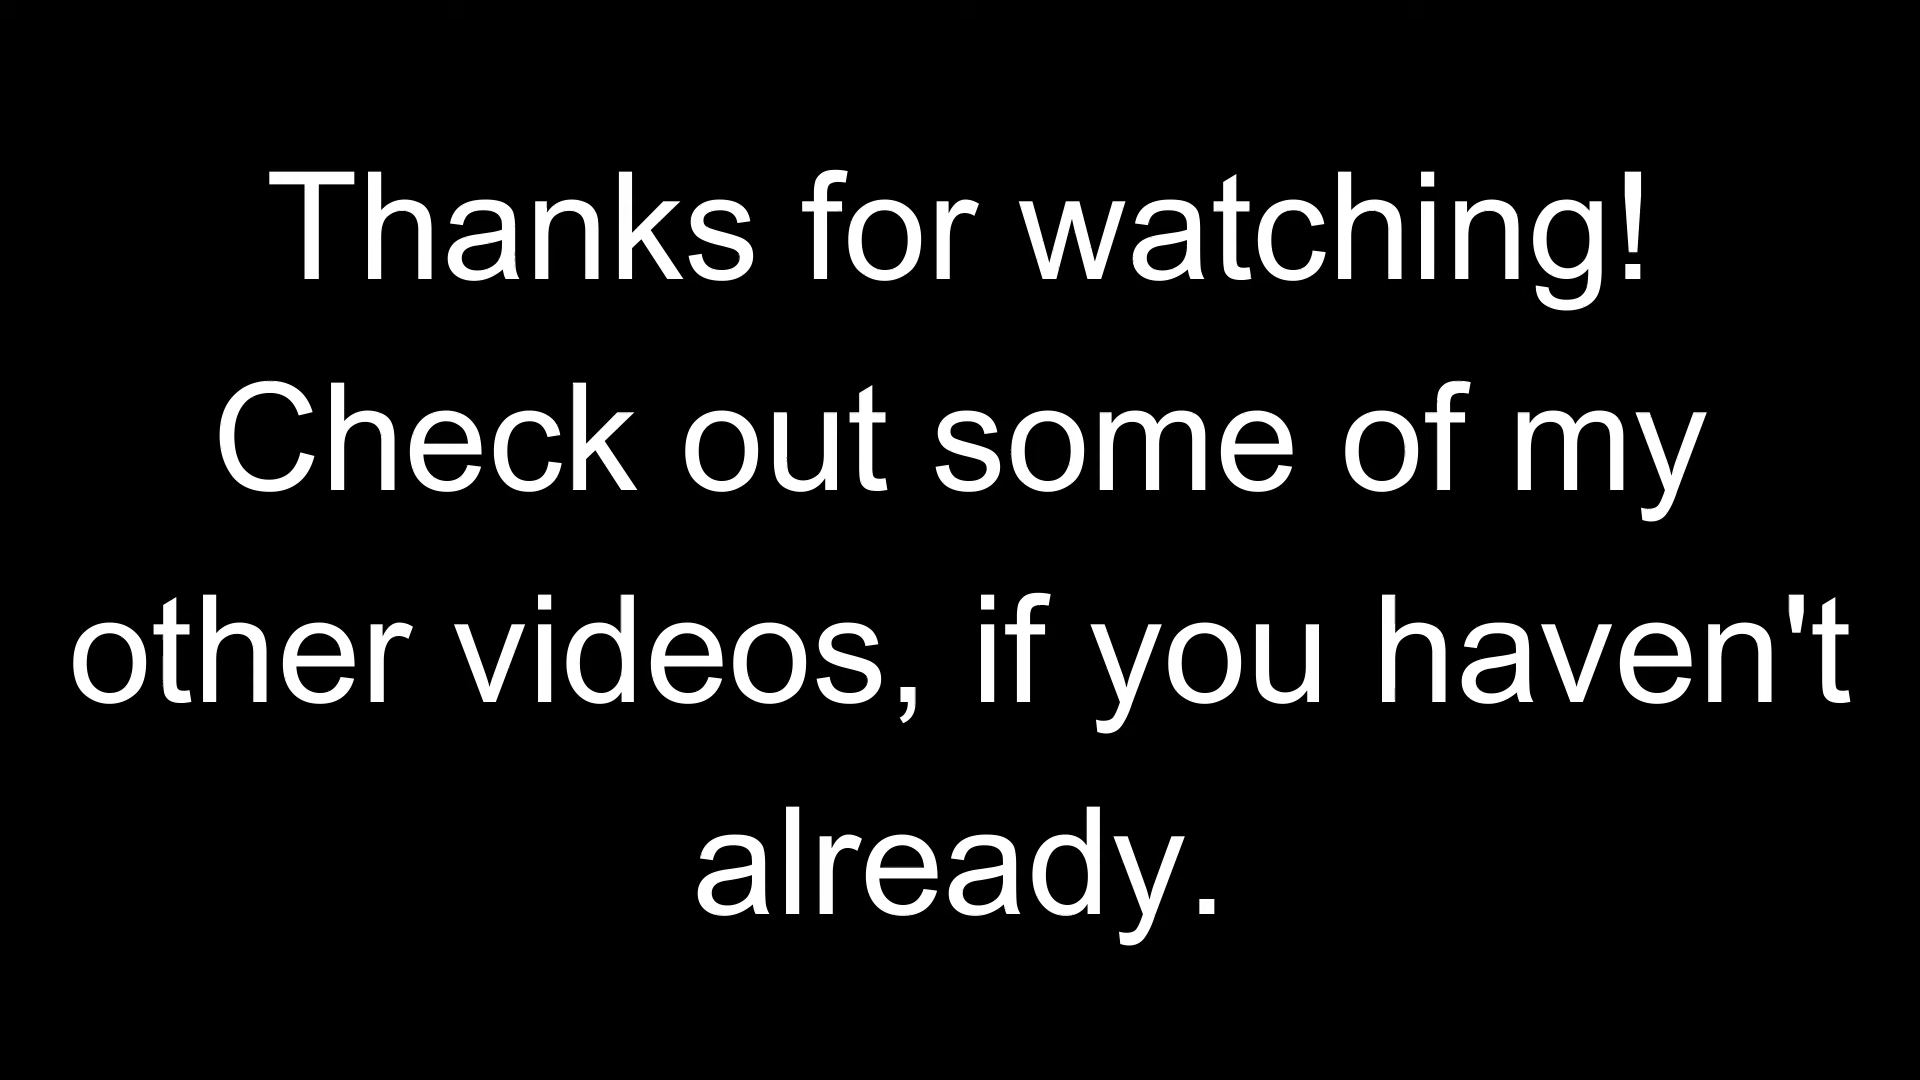 Thanks for watching!
Check out some of my
other videos, if you haven't
already.